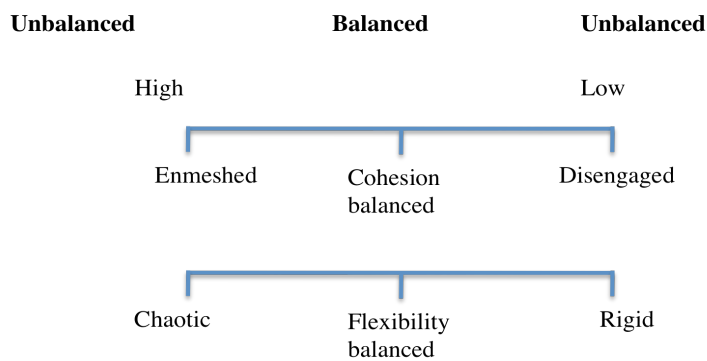 Unbalanced Balanced Unbalanced
High Low
Enmeshed Cohesion Disengaged
balanced
Chaotic Flexibility Rigid
balanced